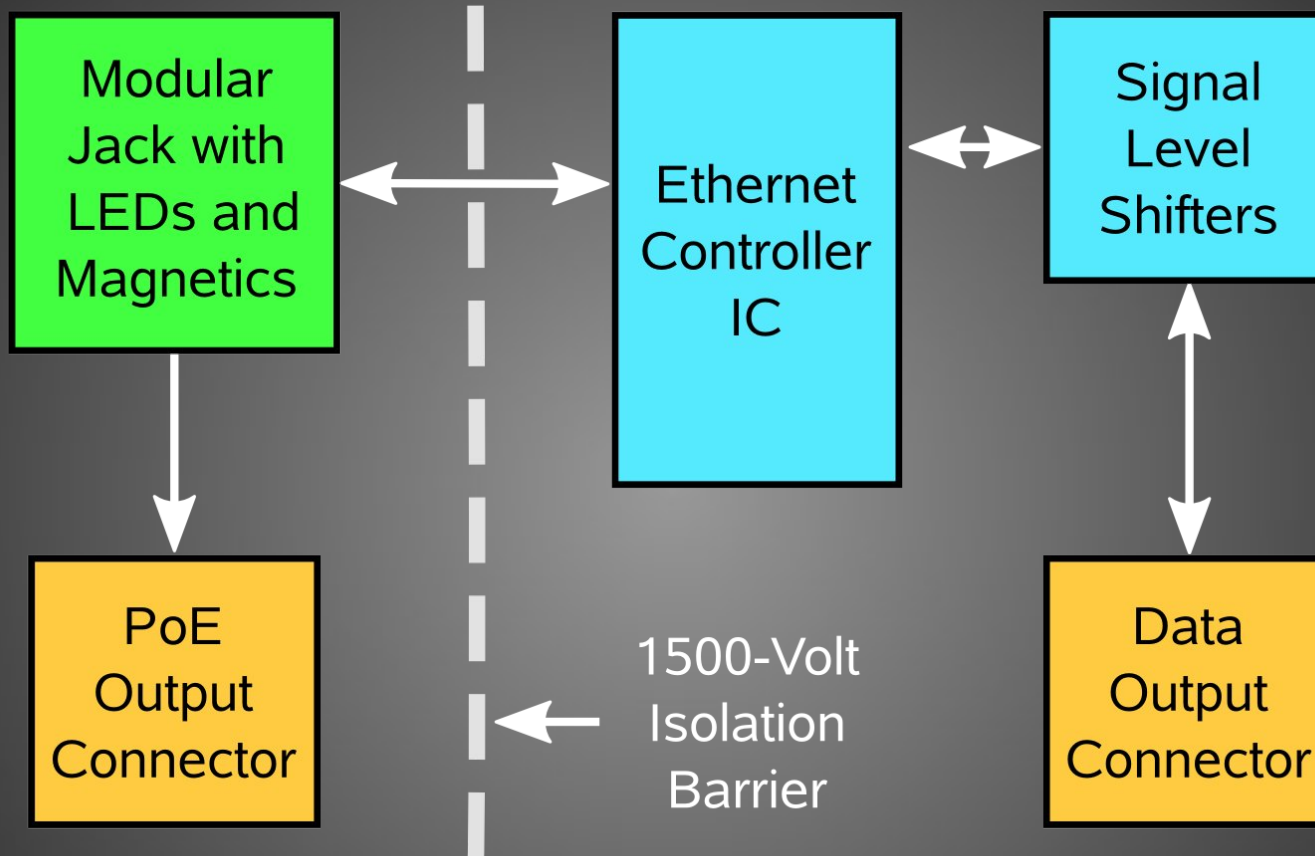 Modular
Jack with
LEDs and
Magnetics
Ethernet
Controller
IC
Signal
Level
Shifters
PoE
Output
Connector
1500-Volt
Isolation
Barrier
Data
Output
Connector